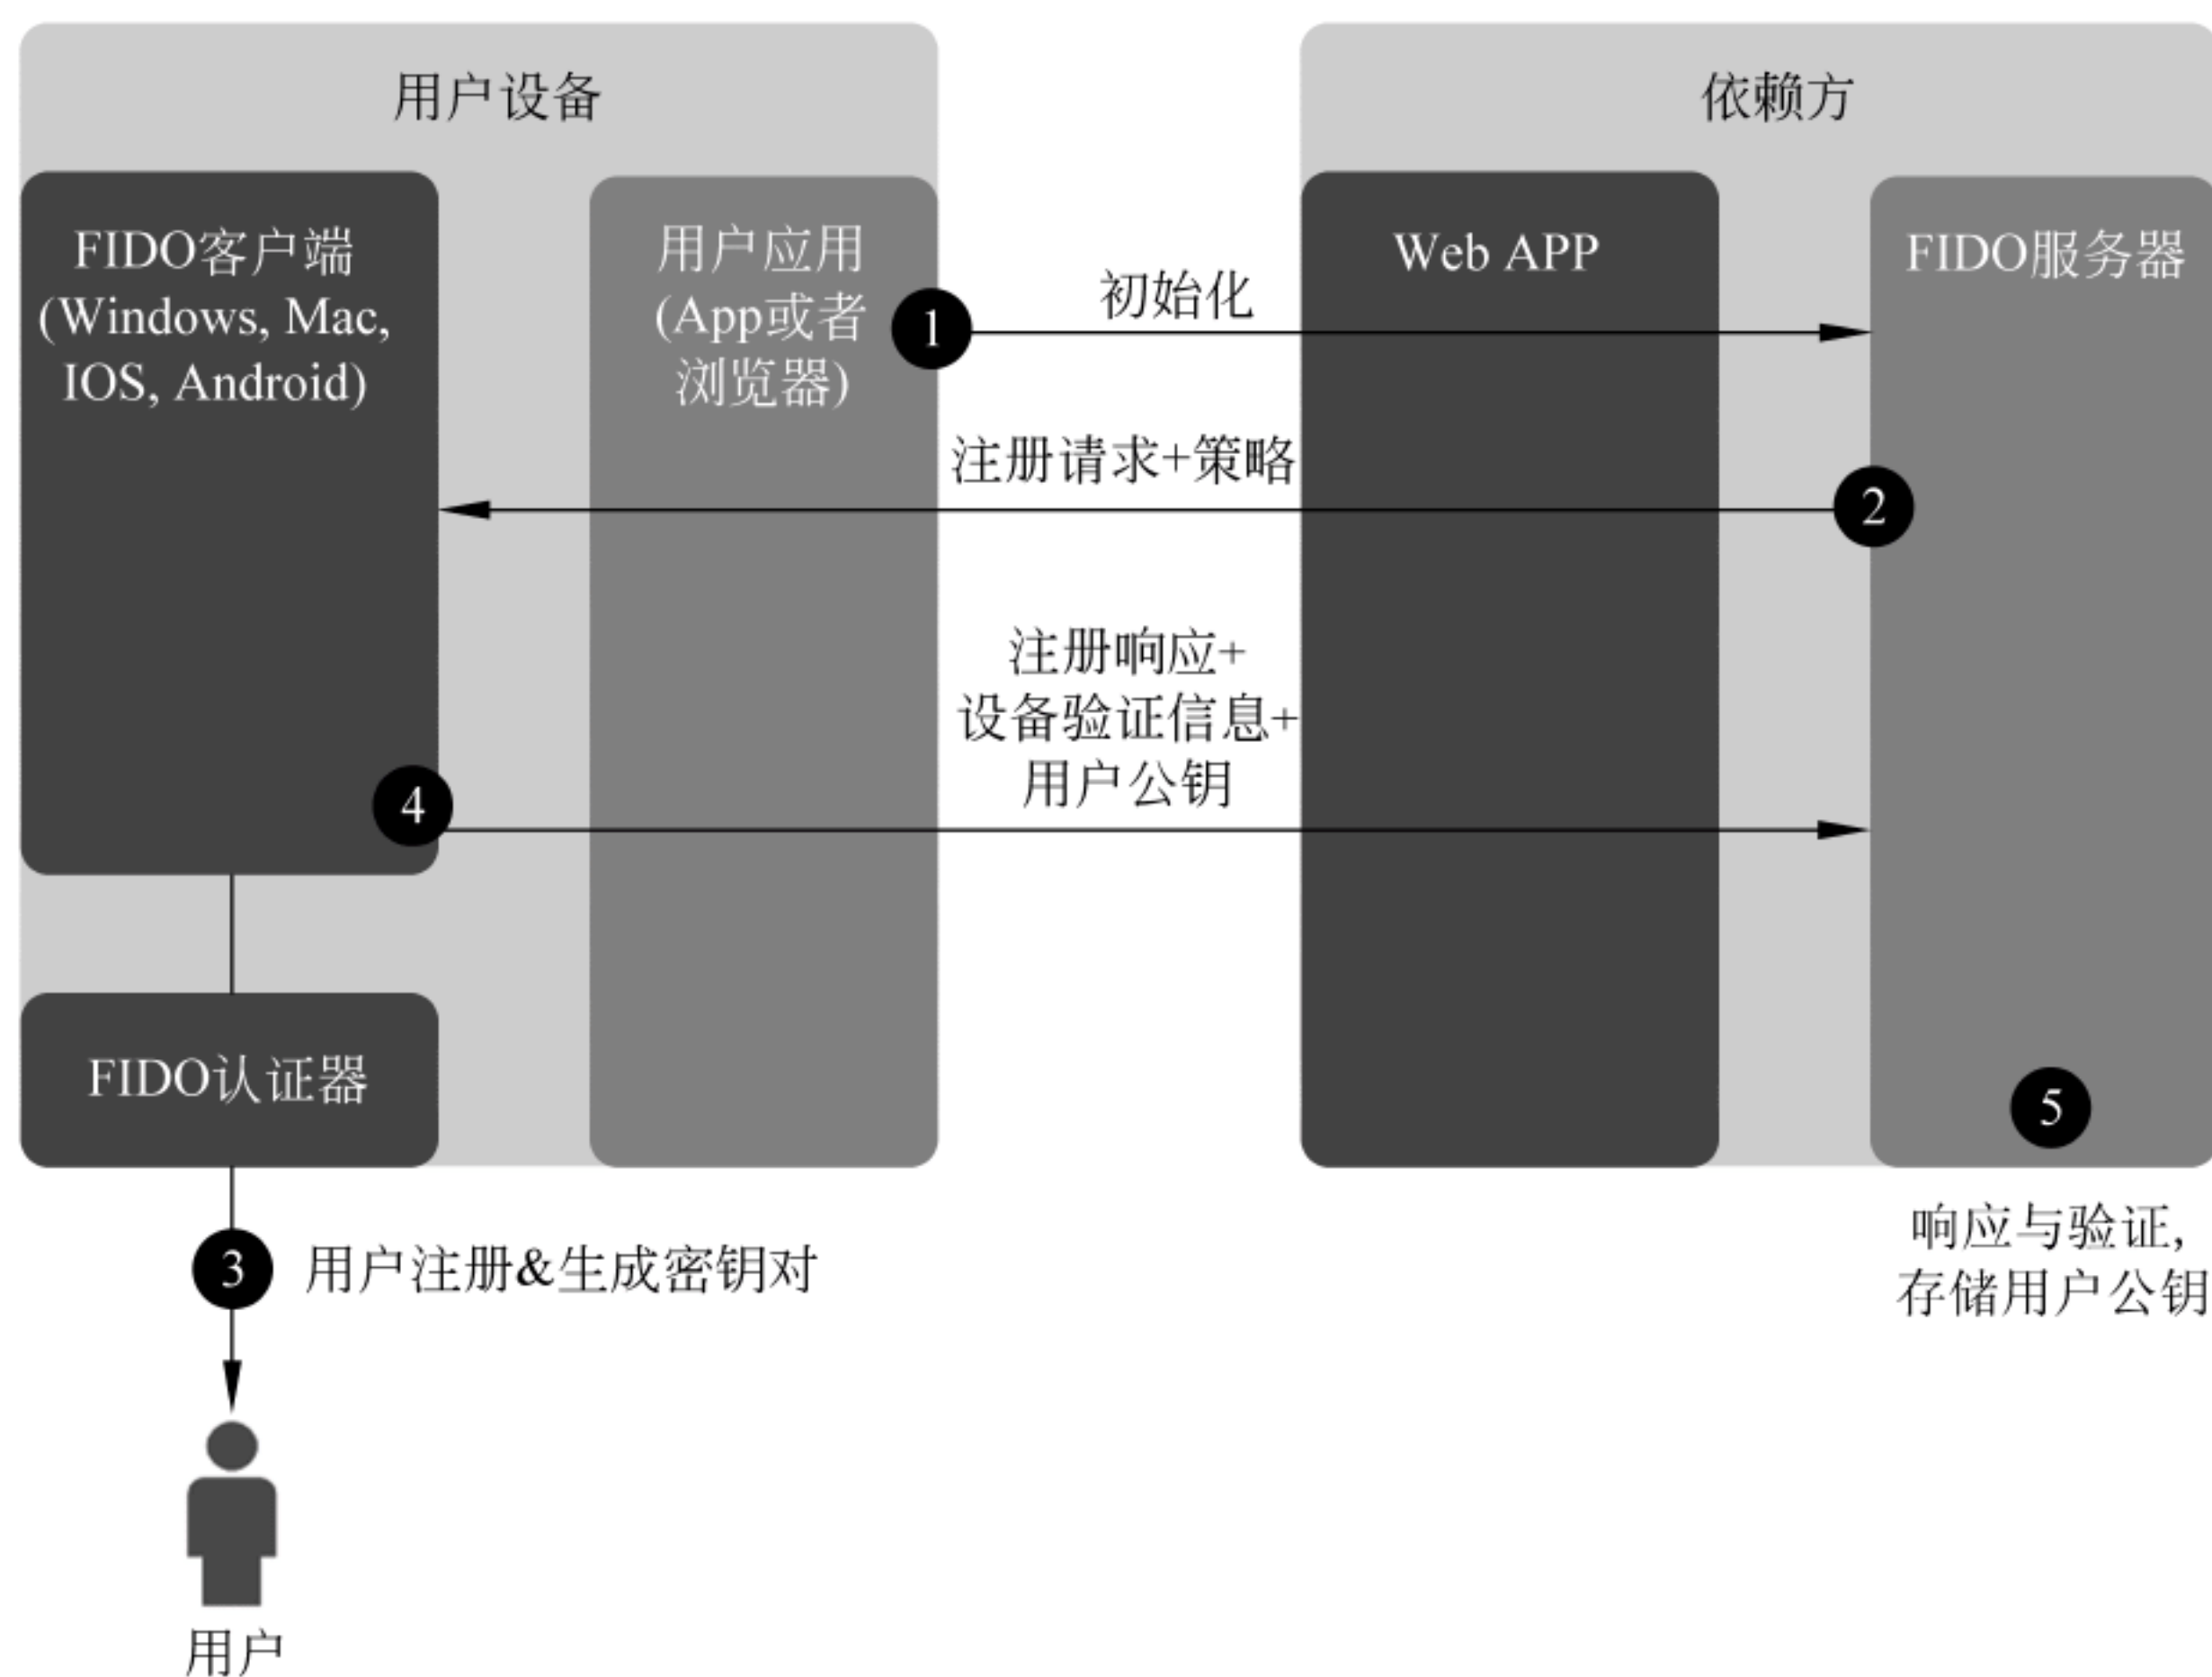 用户设备
依赖方
FIDO客户端
(Windows, Mac,
IOS, Android)
用户应用
(App或者
浏览器)
Web APP
FIDO服务器
1
初始化
注册请求+策略
2
注册响应+
设备验证信息+
用户公钥
4
FIDO认证器
5
响应与验证,
存储用户公钥
3
用户注册&生成密钥对
用户